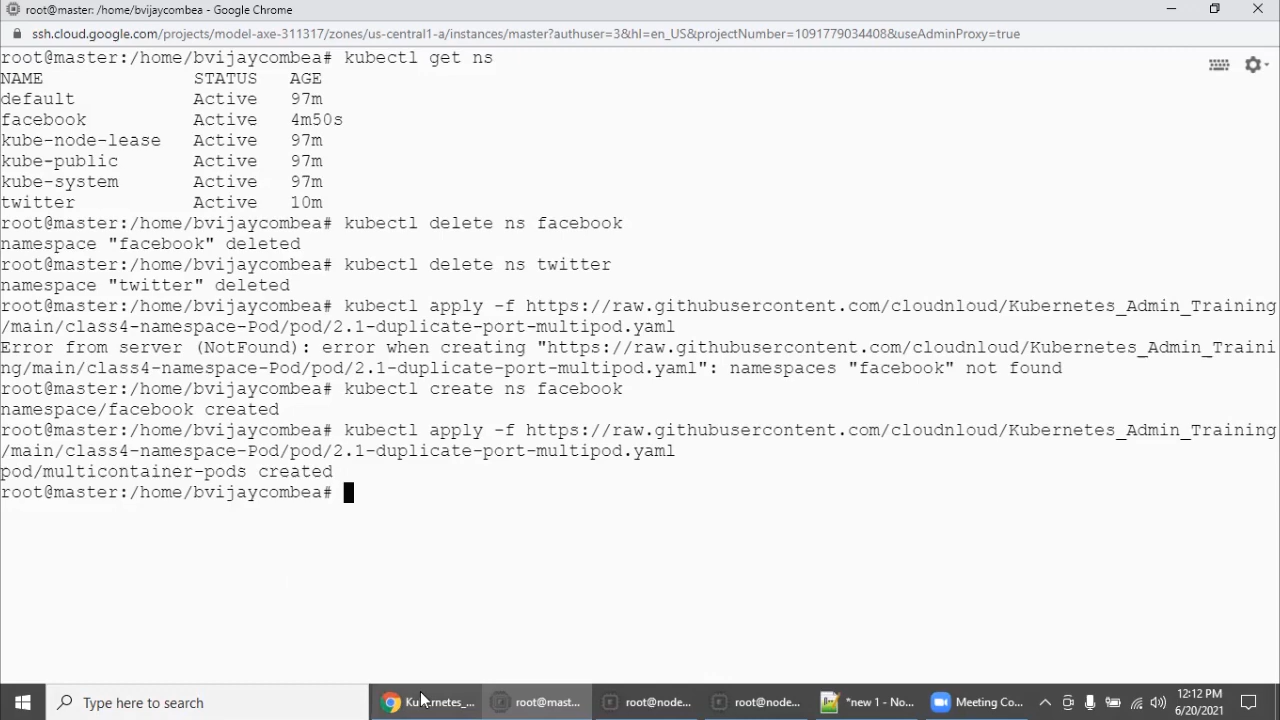 root@master: /home/bvijaycombea - Google Chrome
ssh.cloud.google.com/projects/model-axe-311317/zones/us-central1-a/instances/master?authuser=3&hl=en_US&projectNumber=1091779034408&useAdminProxy=true
root@master:/home/bvijaycombea# kubectl get ns
NAME STATUS AGE
default Active 97m
facebook Active 4m50s
kube-node-lease Active 97m
kube-public Active 97m
kube-system Active 97m
twitter Active 10m
root@master:/home/bvijaycombea# kubectl delete ns facebook
namespace "facebook" deleted
root@master:/home/bvijaycombea# kubectl delete ns twitter
namespace "twitter" deleted
root@master:/home/bvijaycombea# kubectl apply -f https://raw.githubusercontent.com/cloudnloud/Kubernetes_Admin_Training
/main/class4-namespace-Pod/pod/2.1-duplicate-port-multipod.yaml
Error from server (NotFound): error when creating "https://raw.githubusercontent.com/cloudnloud/Kubernetes_Admin_Traini
ng/main/class4-namespace-Pod/pod/2.1-duplicate-port-multipod.yaml": namespaces "facebook" not found
root@master:/home/bvijaycombea# kubectl create ns facebook
namespace/facebook created
root@master:/home/bvijaycombea# kubectl apply -f https://raw.githubusercontent.com/cloudnloud/Kubernetes_Admin_Training
/main/class4-namespace-Pod/pod/2.1-duplicate-port-multipod.yaml
pod/multicontainer-pods created
root@master:/home/bvijaycombea#
Type here to search
Kubernetes_...
root@mast...
root@node...
root@node...
*new 1 - No...
Meeting Co...
12:12 PM
6/20/2021